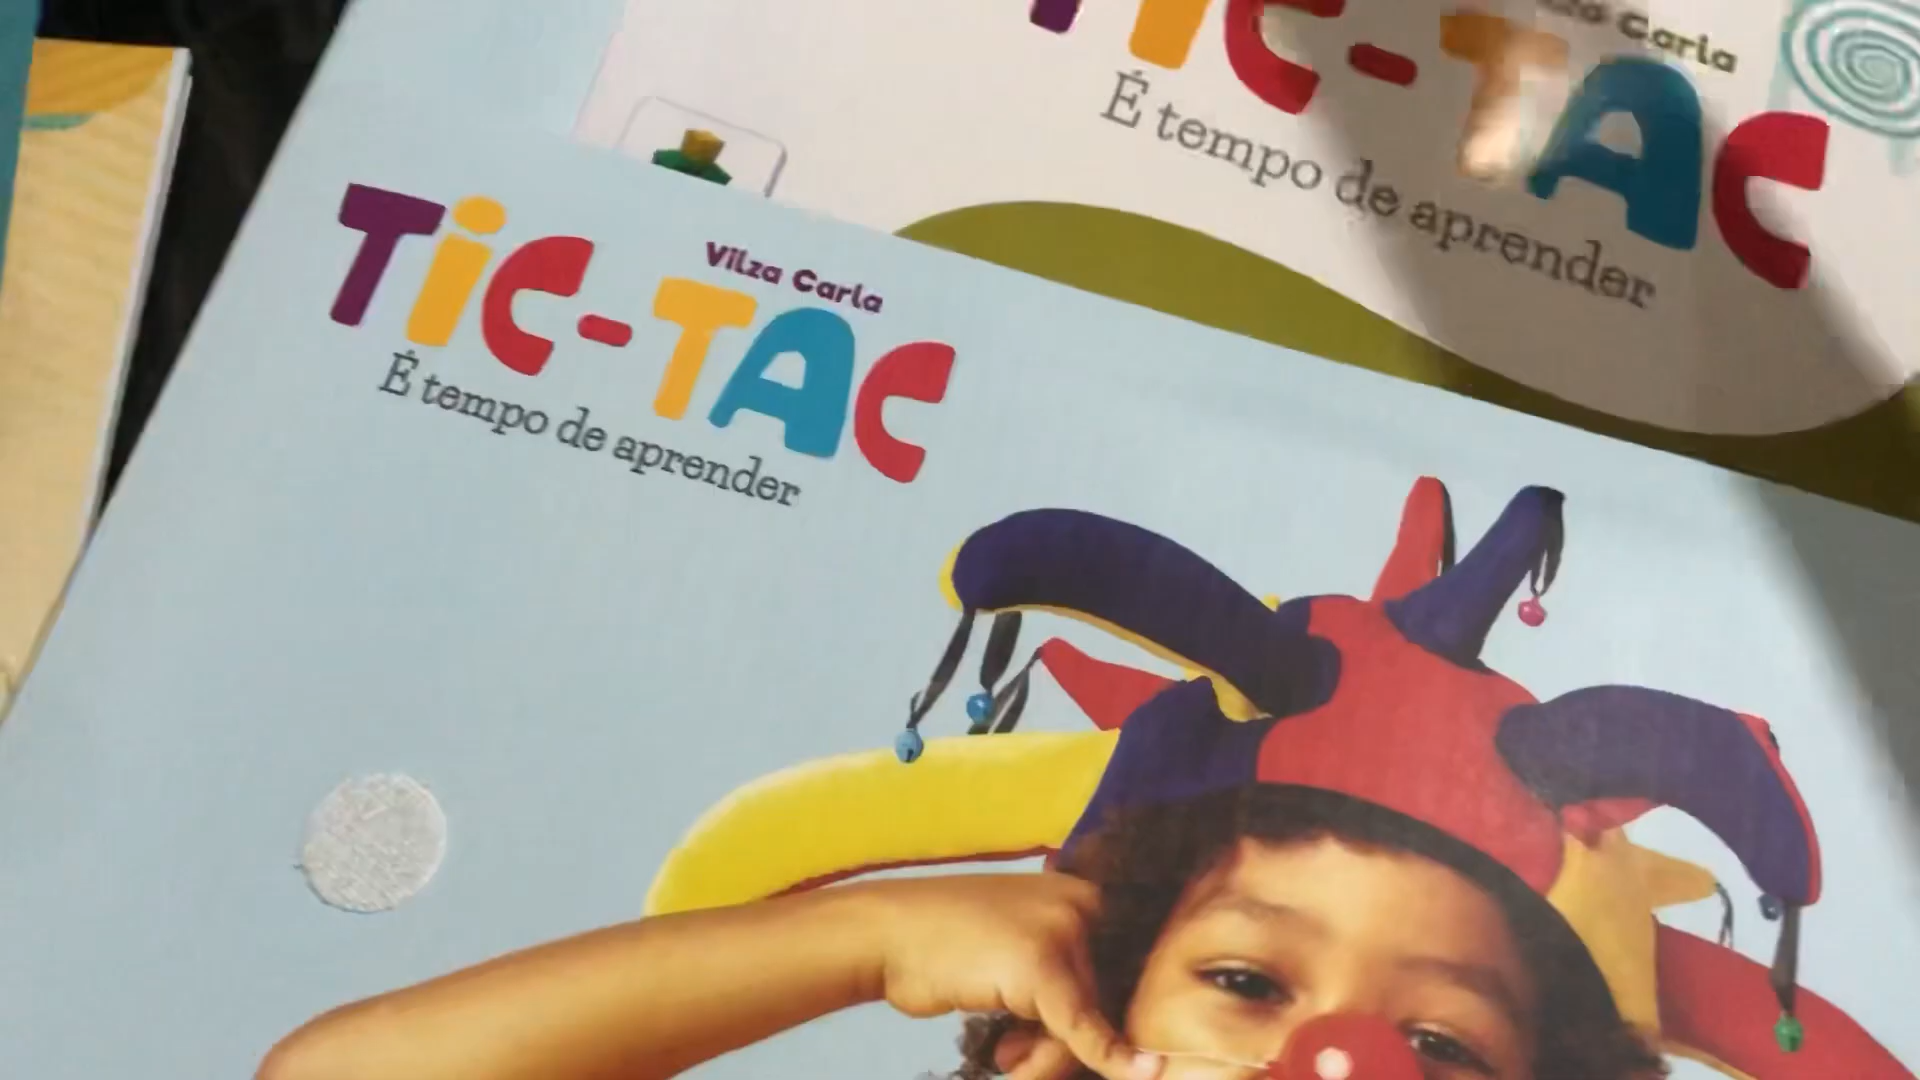 TiC-TAC
É tempo de aprender
Carla
Vilza Carla
TiC-TAC
É tempo de aprender